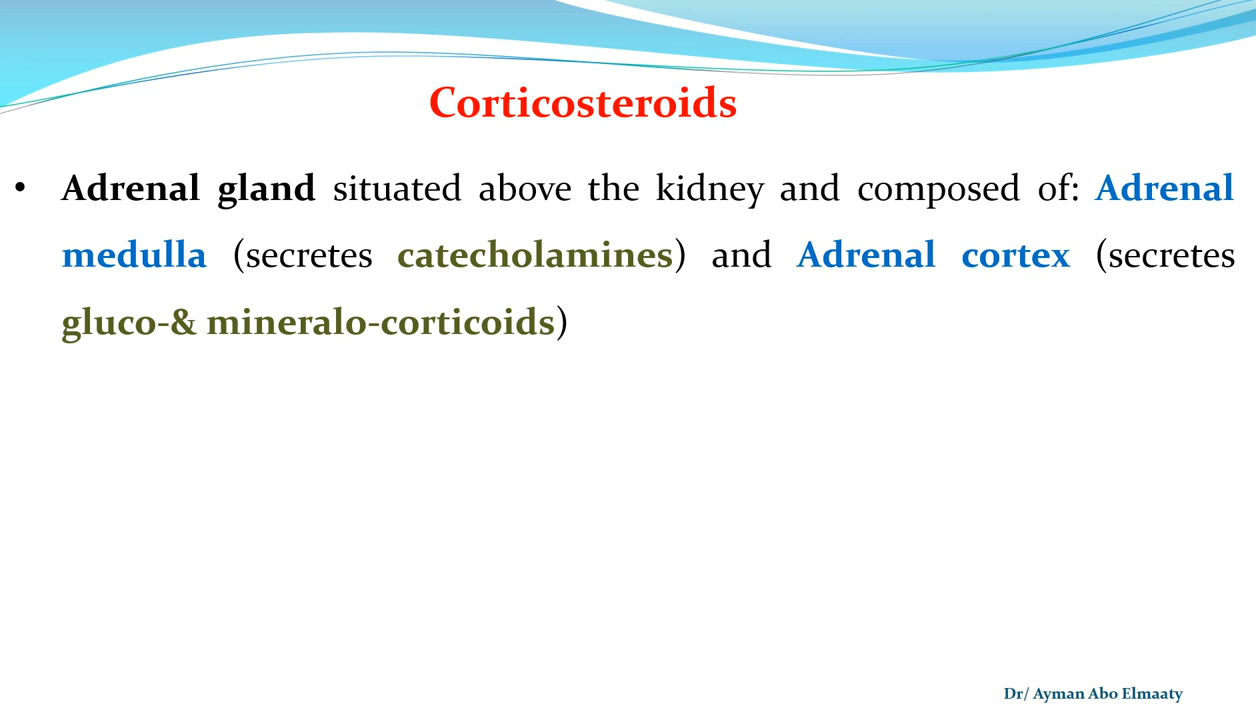 Corticosteroids
• Adrenal gland situated above the kidney and composed of: Adrenal
medulla (secretes catecholamines) and Adrenal cortex (secretes
gluco-& mineralo-corticoids)
Dr/ Ayman Abo Elmaaty